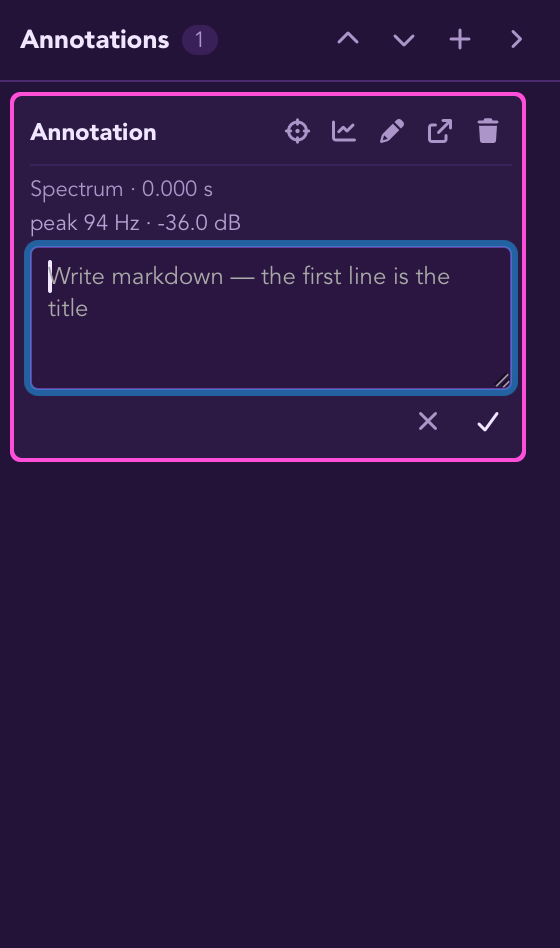 Annotations 1
Annotation
Spectrum · 0.000 s
peak 94 Hz · -36.0 dB
Write markdown — the first line is the
title